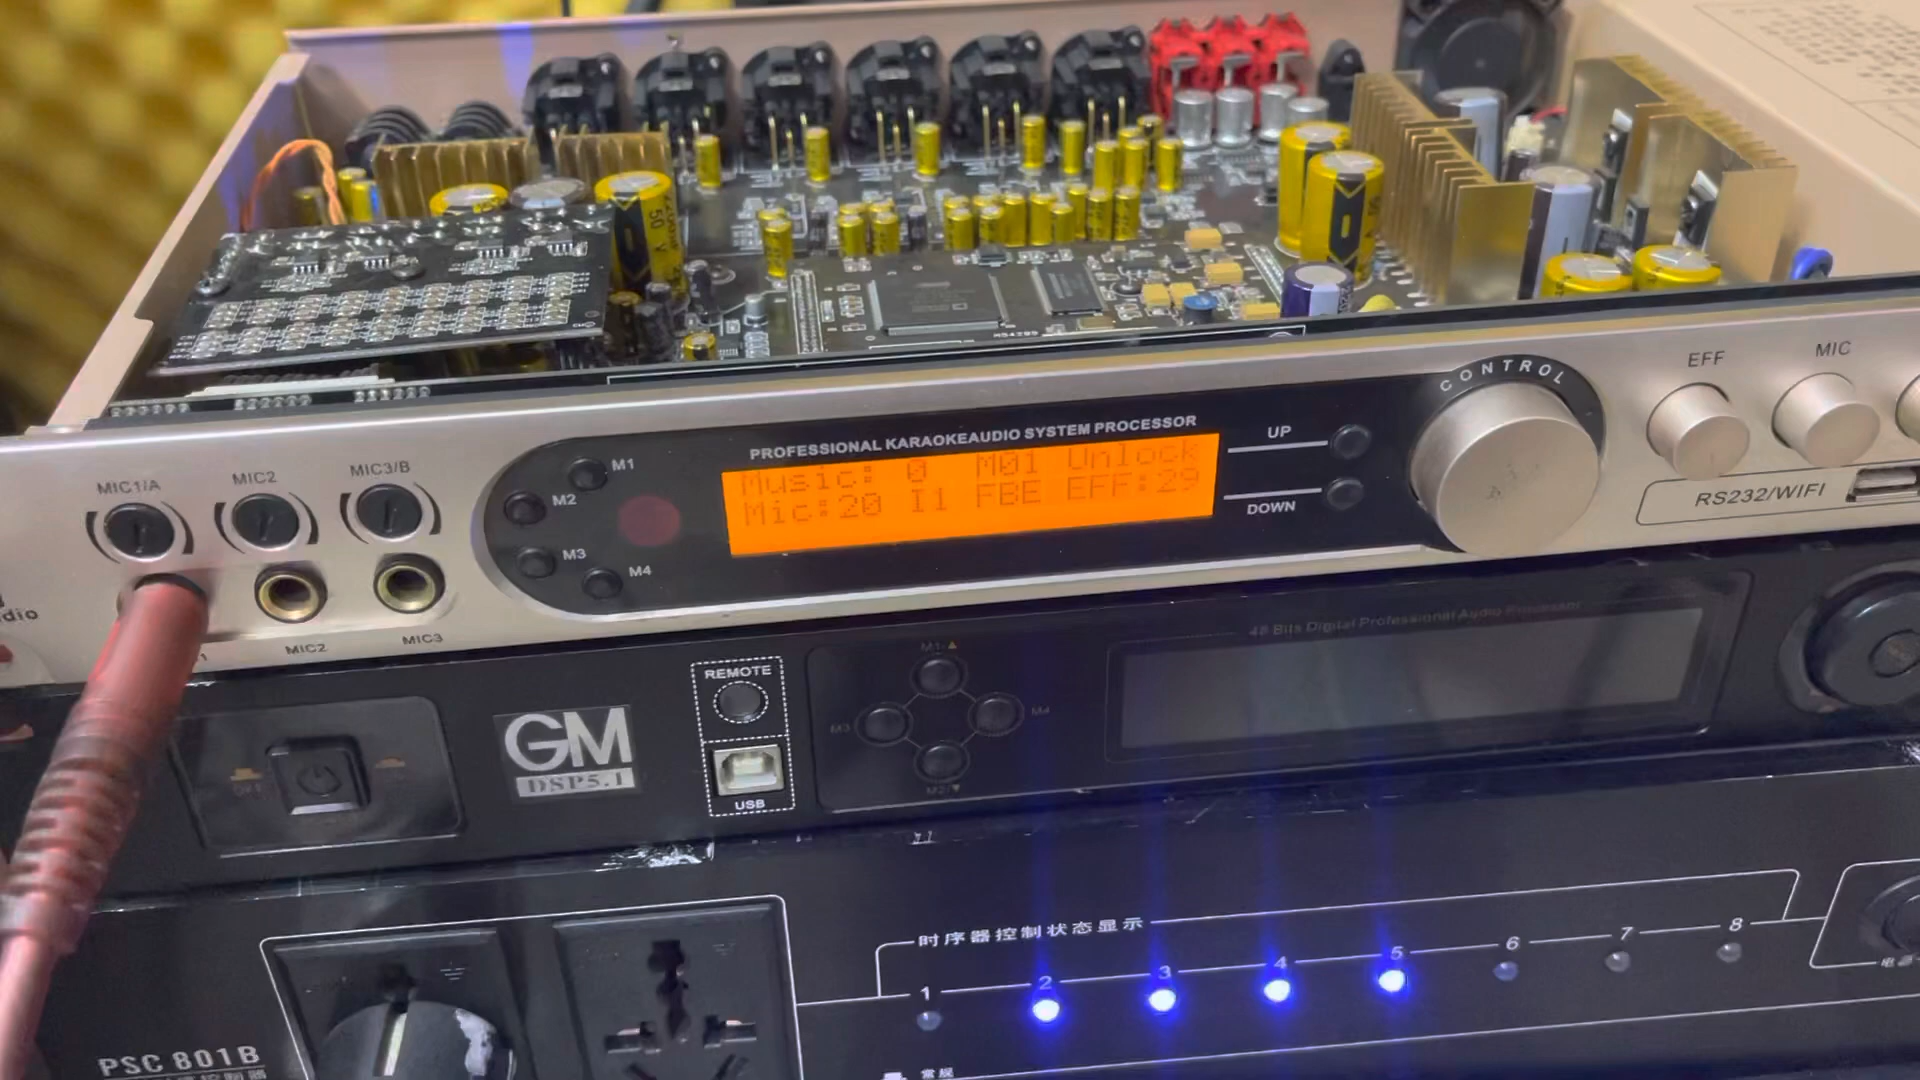 EFF
MIC
CONTROL
PROFESSIONAL KARAOKEAUDIO SYSTEM PROCESSOR
UP
DOWN
Music: 0 M01 Unlock
Mic:20 I1 FBE EFF:29
M1
M2
M3
M4
MIC1/A
MIC2
MIC3/B
RS232/WIFI
MIC2
MIC3
48 Bits Digital Professional Audio Processor
REMOTE
USB
GM
DSP5.1
M1/▲
M3
M4
M2/▼
时序器控制状态显示
1 2 3 4 5 6 7 8
PSC 801B
常规